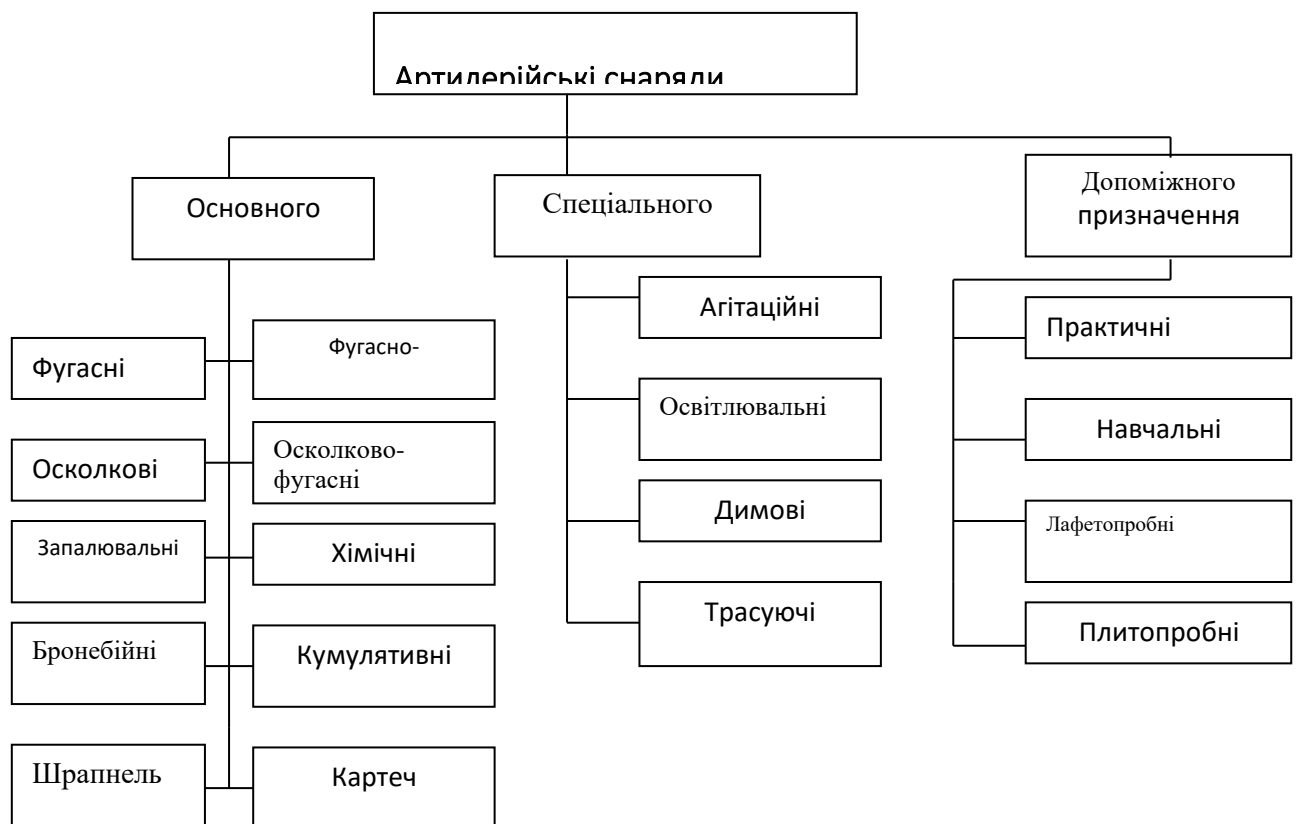 Артилерійські снаряди
Основного
Спеціального
Допоміжного
призначення
Фугасні
Фугасно-
Осколкові
Осколково-
фугасні
Запалювальні
Хімічні
Бронебійні
Кумулятивні
Шрапнель
Картеч
Агітаційні
Освітлювальні
Димові
Трасуючі
Практичні
Навчальні
Лафетопробні
Плитопробні